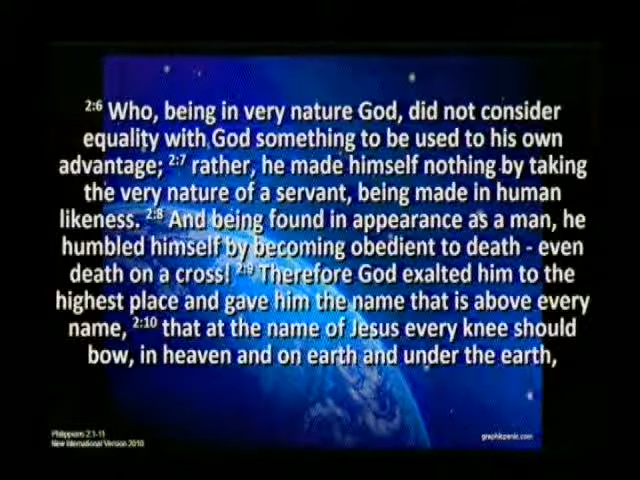 2:6 Who, being in very nature God, did not consider
equality with God something to be used to his own
advantage; 2:7 rather, he made himself nothing by taking
the very nature of a servant, being made in human
likeness. 2:8 And being found in appearance as a man, he
humbled himself by becoming obedient to death - even
death on a cross! 2:9 Therefore God exalted him to the
highest place and gave him the name that is above every
name, 2:10 that at the name of Jesus every knee should
bow, in heaven and on earth and under the earth,
Philippians 2:1-11
New International Version 2010